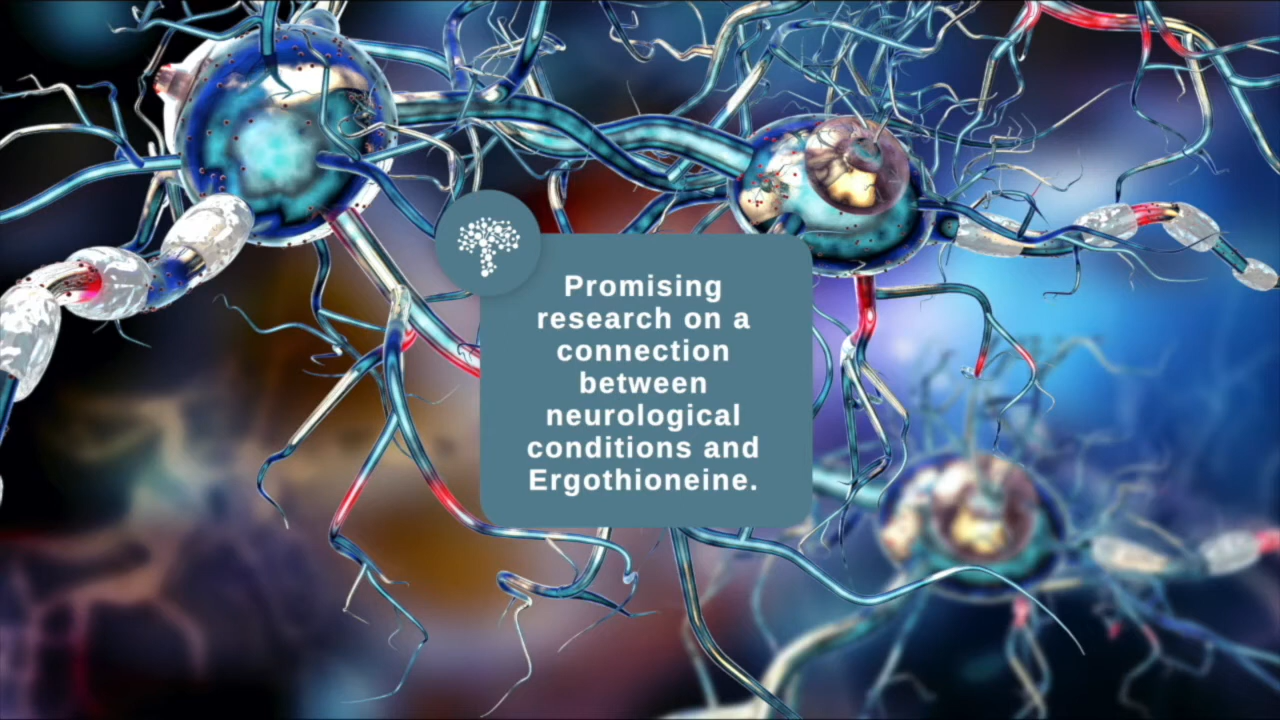 Promising
research on a
connection
between
neurological
conditions and
Ergothioneine.